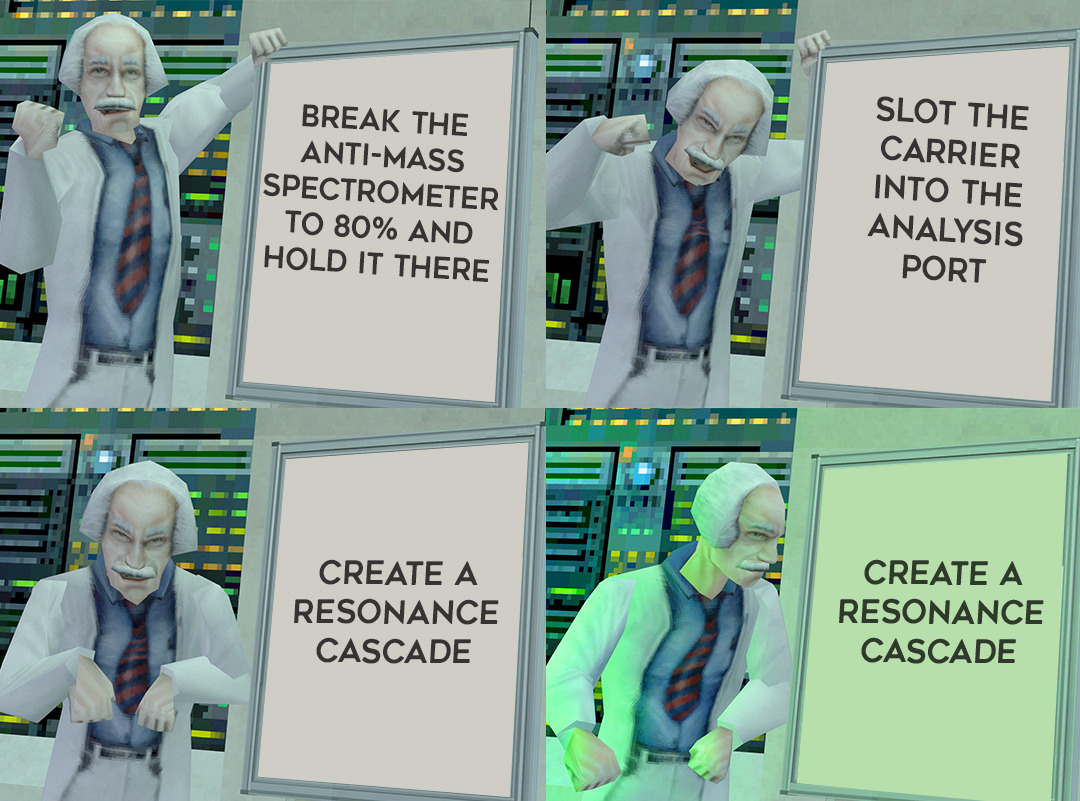 BREAK THE
ANTI-MASS
SPECTROMETER
TO 80% AND
HOLD IT THERE
SLOT THE
CARRIER
INTO THE
ANALYSIS
PORT
CREATE A
RESONANCE
CASCADE
CREATE A
RESONANCE
CASCADE